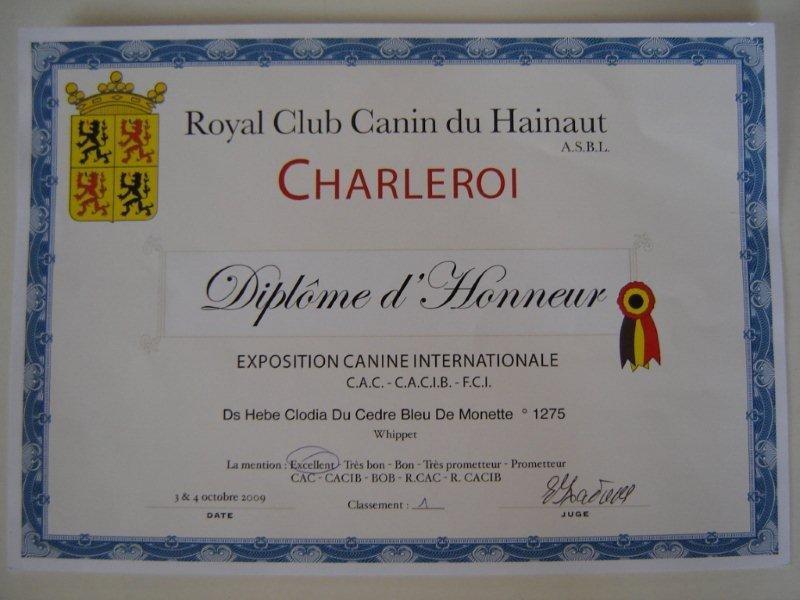 Royal Club Canin du Hainaut
A.S.B.L.
CHARLEROI
Diplôme d'Honneur
EXPOSITION CANINE INTERNATIONALE
C.A.C. - C.A.C.I.B. - F.C.I.
Ds Hebe Clodia Du Cedre Bleu De Monette ° 1275
Whippet
La mention : Excellent - Très bon - Bon - Très prometteur - Prometteur
CAC - CACIB - BOB - R.CAC - R. CACIB
3 & 4 octobre 2009
Classement : 1
DATE
JUGE